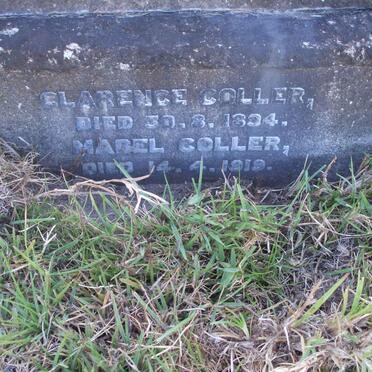 CLARENCE COLLER,
DIED 30.8.1894.
MABEL COLLER,
DIED 14.4.1919.